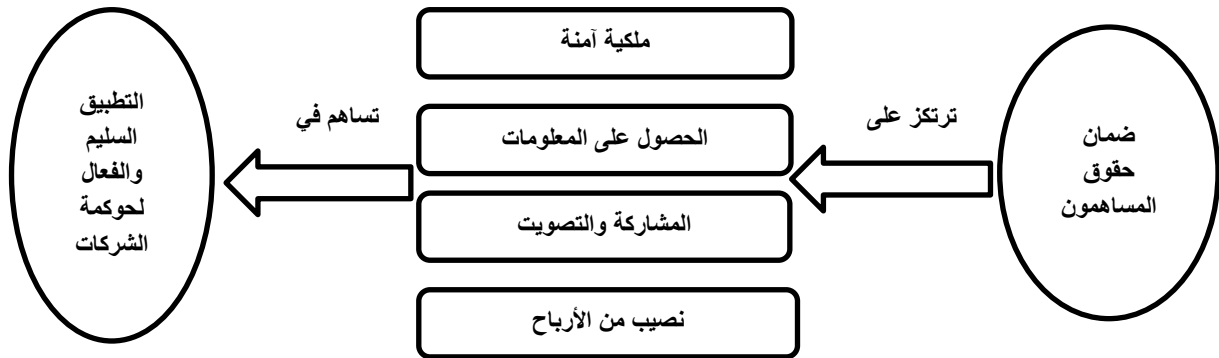 ضمان
حقوق
المساهمون
ترتكز على
ملكية آمنة
الحصول على المعلومات
المشاركة والتصويت
نصيب من الأرباح
تساهم في
التطبيق
السليم
والفعال
لحوكمة
الشركات